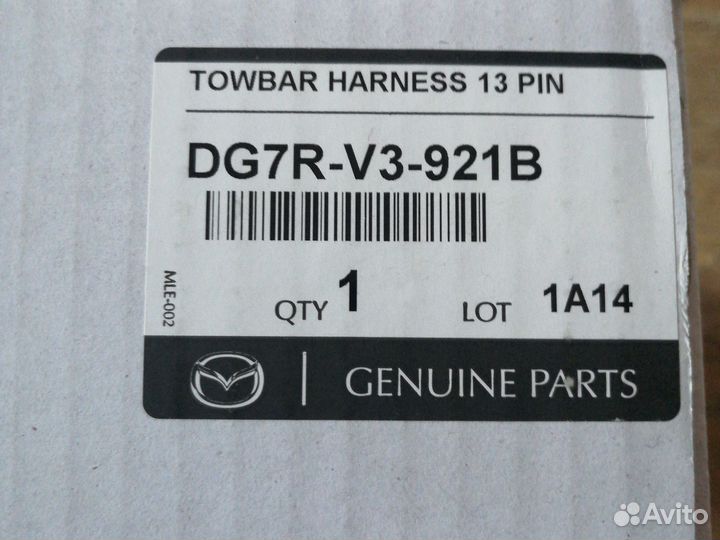 TOWBAR HARNESS 13 PIN
DG7R-V3-921B
MLE-002
QTY 1 LOT 1A14
GENUINE PARTS
Avito